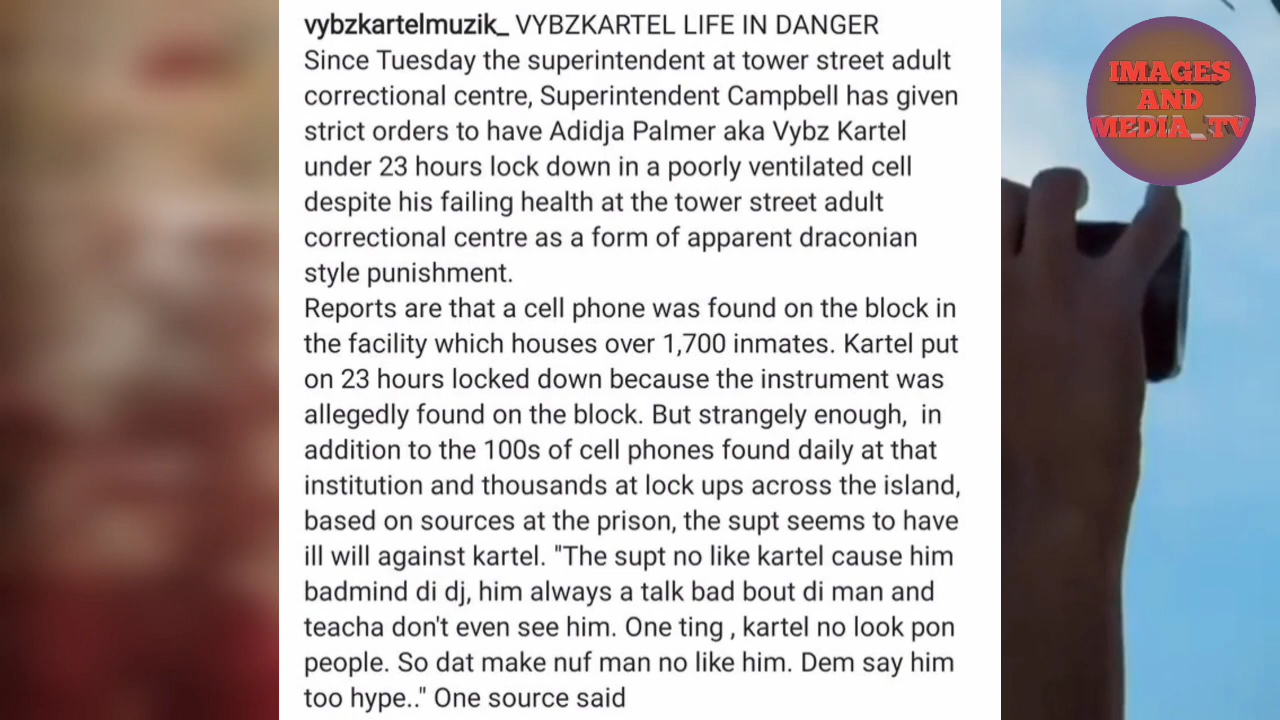 vybzkartelmuzik_ VYBZKARTEL LIFE IN DANGER
Since Tuesday the superintendent at tower street adult
correctional centre, Superintendent Campbell has given
strict orders to have Adidja Palmer aka Vybz Kartel
under 23 hours lock down in a poorly ventilated cell
despite his failing health at the tower street adult
correctional centre as a form of apparent draconian
style punishment.
Reports are that a cell phone was found on the block in
the facility which houses over 1,700 inmates. Kartel put
on 23 hours locked down because the instrument was
allegedly found on the block. But strangely enough,  in
addition to the 100s of cell phones found daily at that
institution and thousands at lock ups across the island,
based on sources at the prison, the supt seems to have
ill will against kartel. "The supt no like kartel cause him
badmind di dj, him always a talk bad bout di man and
teacha don't even see him. One ting , kartel no look pon
people. So dat make nuf man no like him. Dem say him
too hype.." One source said
IMAGES
AND
MEDIA_TV